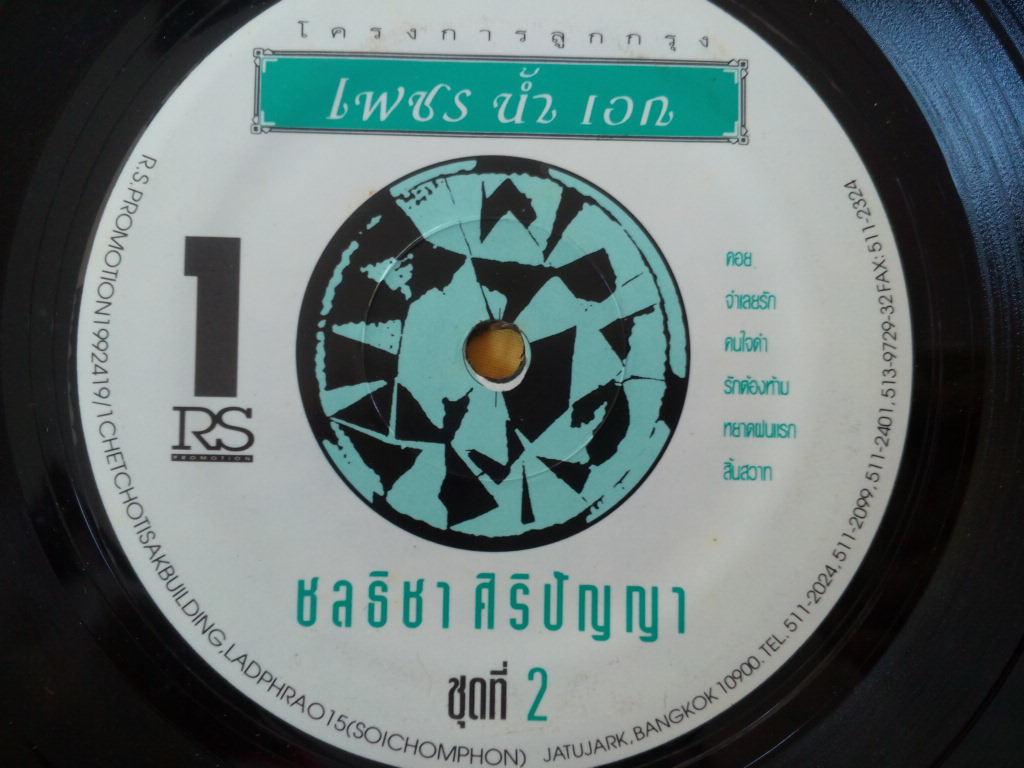 โครงการลูกกรุง
เพชร น้ำ เอก
1
RS
PROMOTION
คอย
จำเลยรัก
คนใจดำ
รักต้องห้าม
หยาดฝนแรก
สิ้นสวาท
ชลธิชา ศิริปัญญา
ชุดที่ 2
R.S.PROMOTION1992419/1CHETCHOTISAKBUILDING,LADPHRAO15(SOICHOMPHON) JATUJARK, BANGKOK 10900. TEL. 511-2024, 511-2099, 511-2401, 513-9729-32 FAX: 511-2324